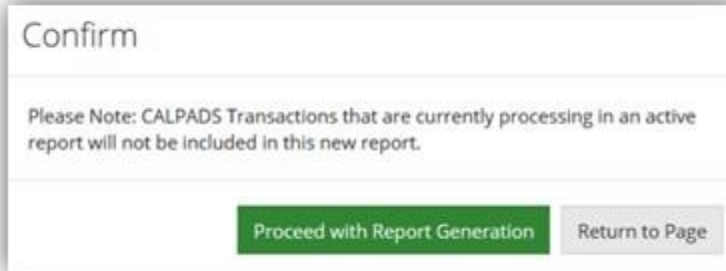 Confirm
Please Note: CALPADS Transactions that are currently processing in an active
report will not be included in this new report.
Proceed with Report Generation
Return to Page